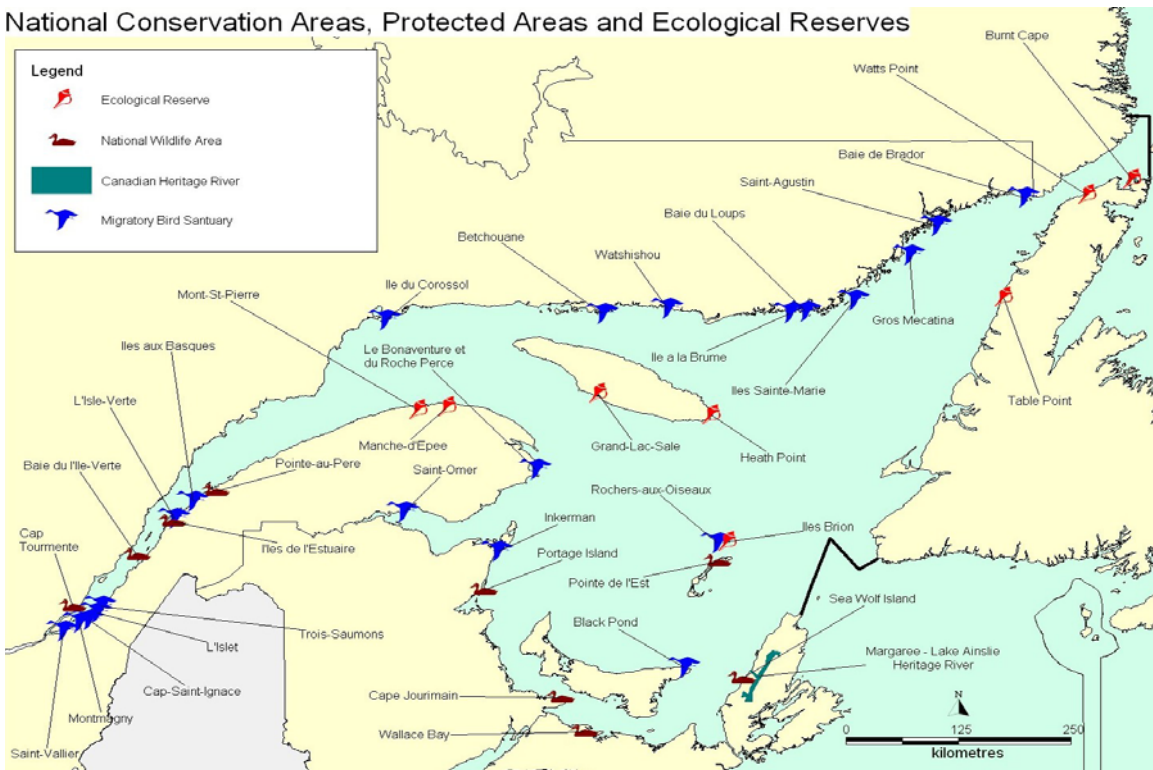 National Conservation Areas, Protected Areas and Ecological Reserves
Legend
Ecological Reserve
National Wildlife Area
Canadian Heritage River
Migratory Bird Santuary
Burnt Cape
Watts Point
Baie de Brador
Saint-Agustin
Baie du Loups
Betchouane
Watshishou
Mont-St-Pierre
Ile du Corossol
Gros Mecatina
Iles aux Basques
Le Bonaventure et
du Roche Perce
Ile a la Brume
Iles Sainte-Marie
L'Isle-Verte
Table Point
Manche-d'Epee
Grand-Lac-Sale
Heath Point
Baie du l'Ile-Verte
Pointe-au-Pere
Saint-Omer
Rochers-aux-Oiseaux
Inkerman
Iles Brion
Cap
Tourmente
l'Iles de l'Estuaire
Portage Island
Pointe de l'Est
Sea Wolf Island
Trois-Saumons
Black Pond
L'Islet
Margaree - Lake Ainslie
Heritage River
Cap-Saint-Ignace
Cape Jourimain
Montmagny
Wallace Bay
Saint-Vallier
N
0 125 250
kilometres